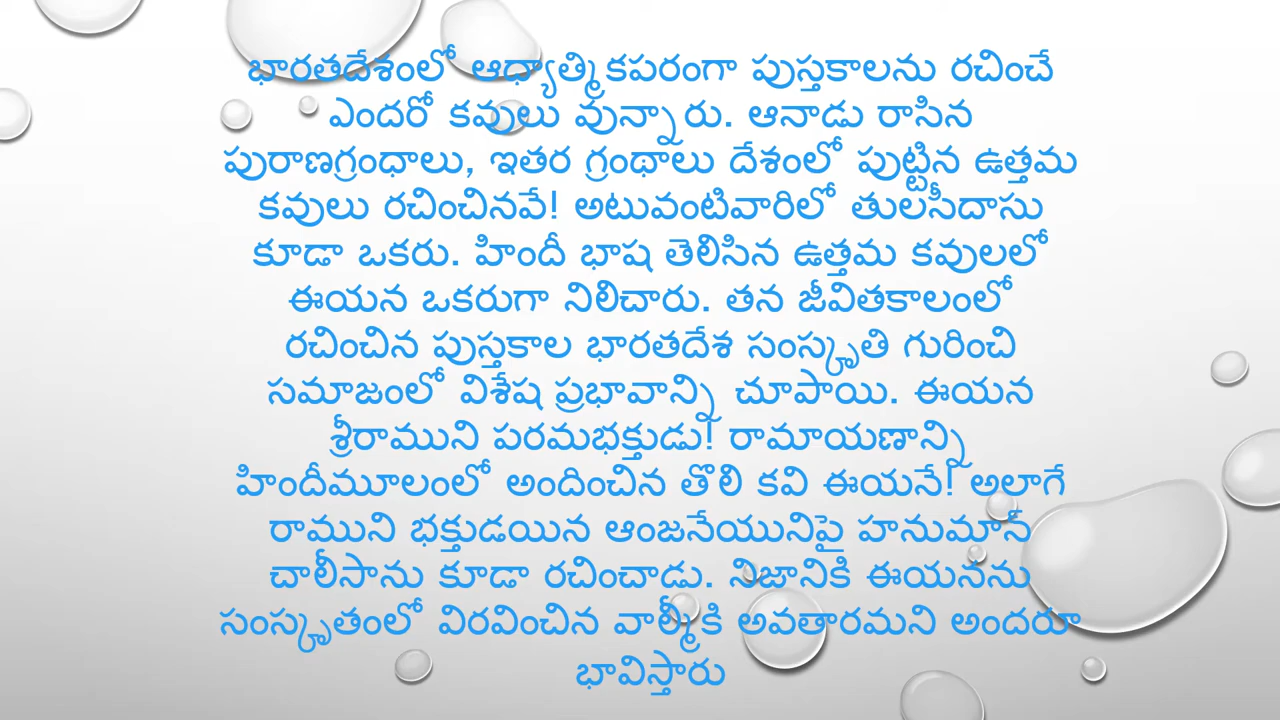 భారతదేశంలో ఆధ్యాత్మికపరంగా పుస్తకాలను రచించే
ఎందరో కవులు వున్నారు. ఆనాడు రాసిన
పురాణగ్రంధాలు, ఇతర గ్రంథాలు దేశంలో పుట్టిన ఉత్తమ
కవులు రచించినవే! అటువంటివారిలో తులసీదాసు
కూడా ఒకరు. హిందీ భాష తెలిసిన ఉత్తమ కవులలో
ఈయన ఒకరుగా నిలిచారు. తన జీవితకాలంలో
రచించిన పుస్తకాల భారతదేశ సంస్కృతి గురించి
సమాజంలో విశేష ప్రభావాన్ని చూపాయి. ఈయన
శ్రీరాముని పరమభక్తుడు! రామాయణాన్ని
హిందీమూలంలో అందించిన తొలి కవి ఈయనే! అలాగే
రాముని భక్తుడయిన ఆంజనేయునిపై హనుమాన్
చాలీసాను కూడా రచించాడు. నిజానికి ఈయనను
సంస్కృతంలో విరవించిన వాల్మీకి అవతారమని అందరూ
భావిస్తారు